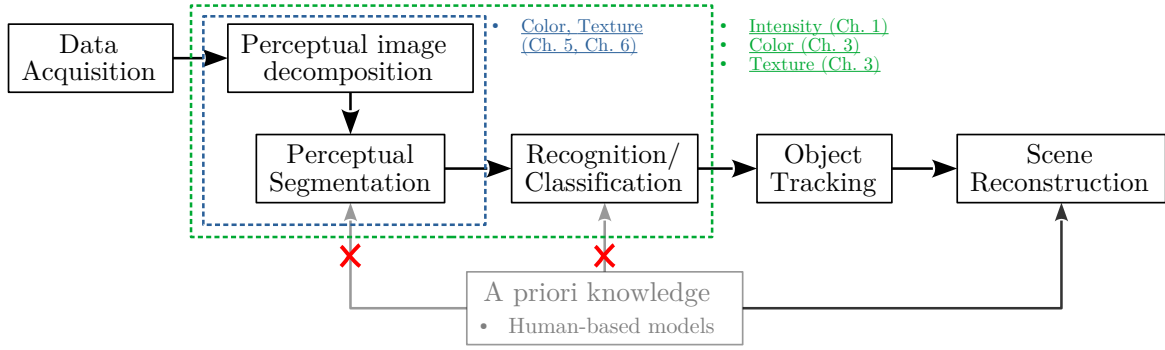 Data
Acquisition
Perceptual image
decomposition
• Color, Texture
(Ch. 5, Ch. 6)
• Intensity (Ch. 1)
• Color (Ch. 3)
• Texture (Ch. 3)
Perceptual
Segmentation
Recognition/
Classification
Object
Tracking
Scene
Reconstruction
A priori knowledge
• Human-based models